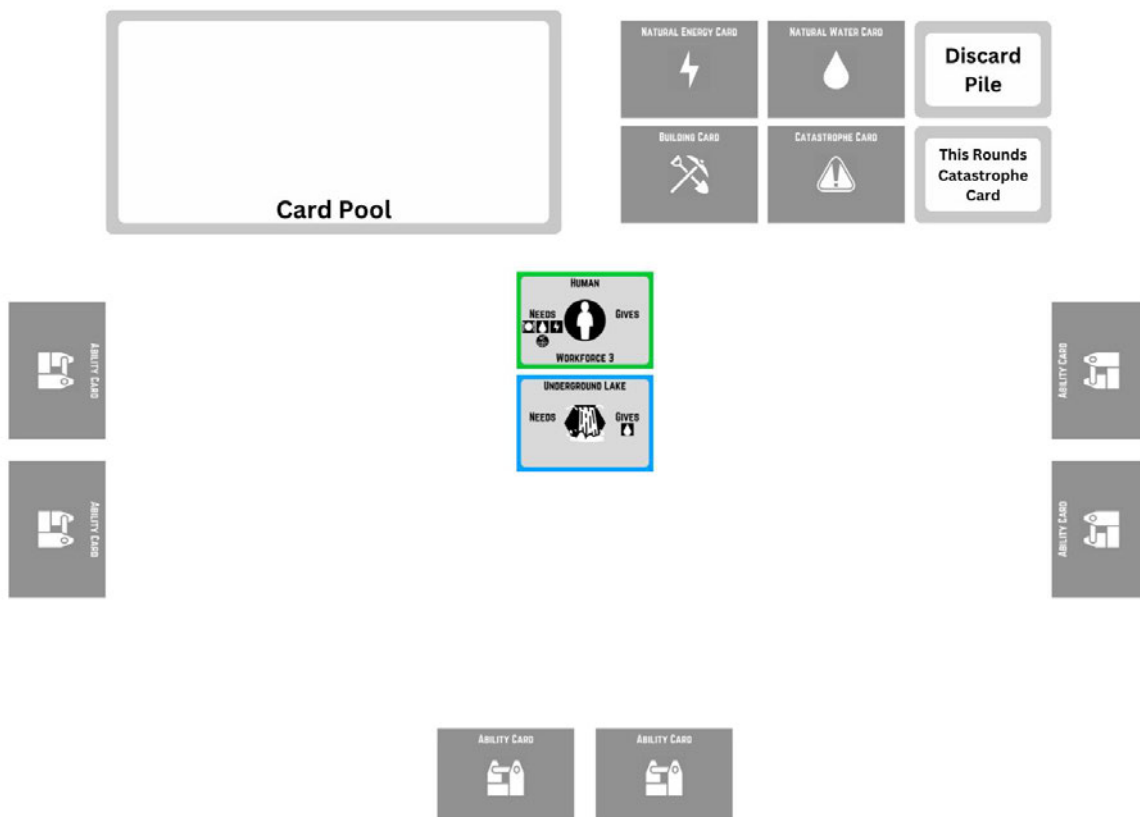 Card Pool
NATURAL ENERGY CARD
NATURAL WATER CARD
Discard
Pile
BUILDING CARD
CATASTROPHE CARD
This Rounds
Catastrophe
Card
HUMAN
NEEDS
GIVES
WORKFORCE 3
UNDERGROUND LAKE
NEEDS
GIVES
ABILITY CARD
ABILITY CARD
ABILITY CARD
ABILITY CARD
ABILITY CARD
ABILITY CARD